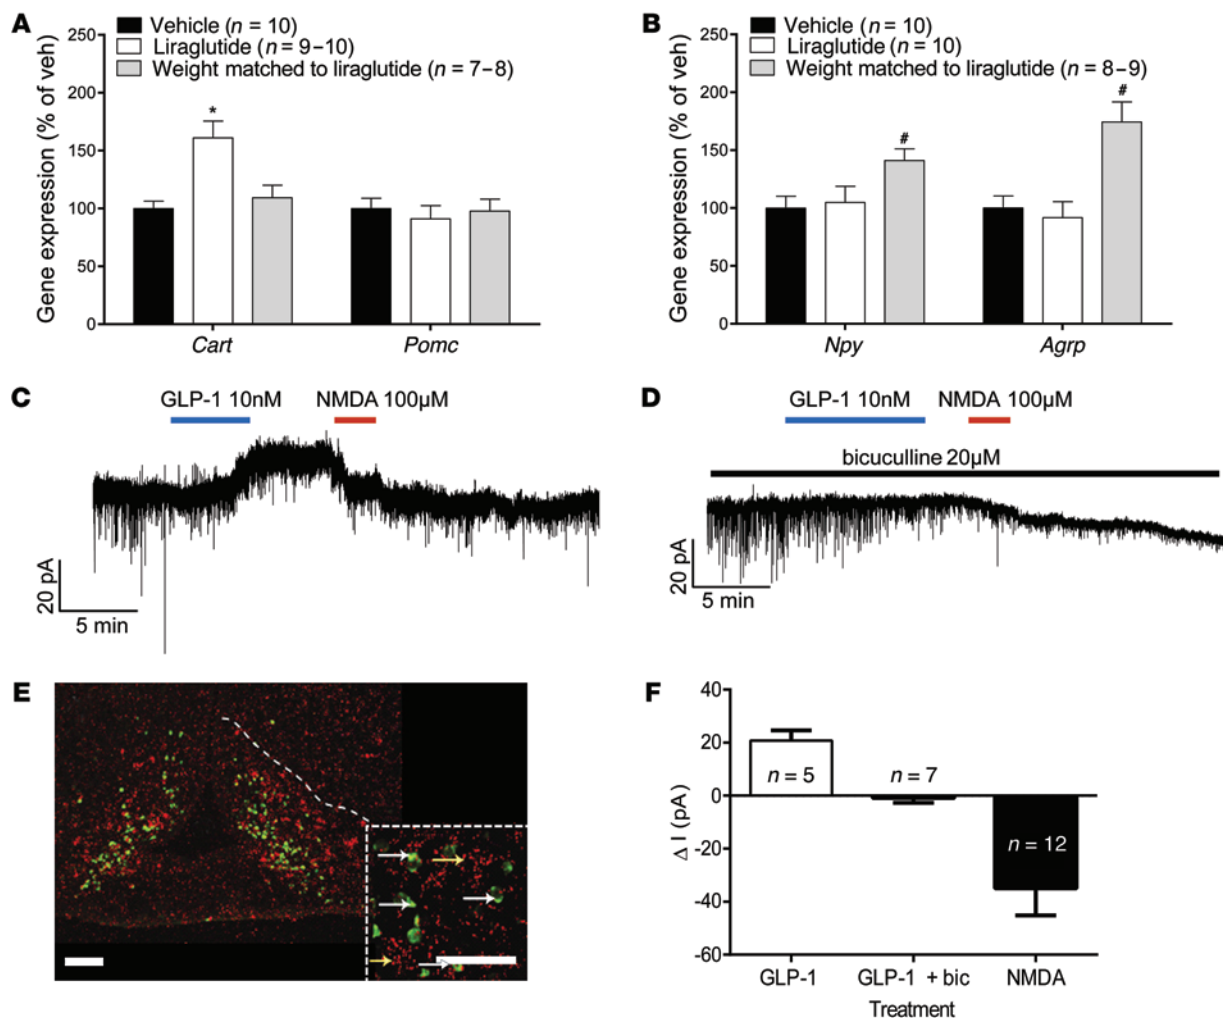 A
Vehicle (n = 10)
Liraglutide (n = 9–10)
Weight matched to liraglutide (n = 7–8)
Gene expression (% of veh)
250
200
150
100
50
0
*
Cart
Pomc
B
Vehicle (n = 10)
Liraglutide (n = 10)
Weight matched to liraglutide (n = 8–9)
Gene expression (% of veh)
250
200
150
100
50
0
#
#
Npy
Agrp
C
GLP-1 10nM
NMDA 100µM
20 pA
5 min
D
GLP-1 10nM
NMDA 100µM
bicuculline 20µM
20 pA
5 min
E
F
Δ I (pA)
40
20
0
-20
-40
-60
n = 5
n = 7
n = 12
GLP-1
GLP-1 + bic
NMDA
Treatment